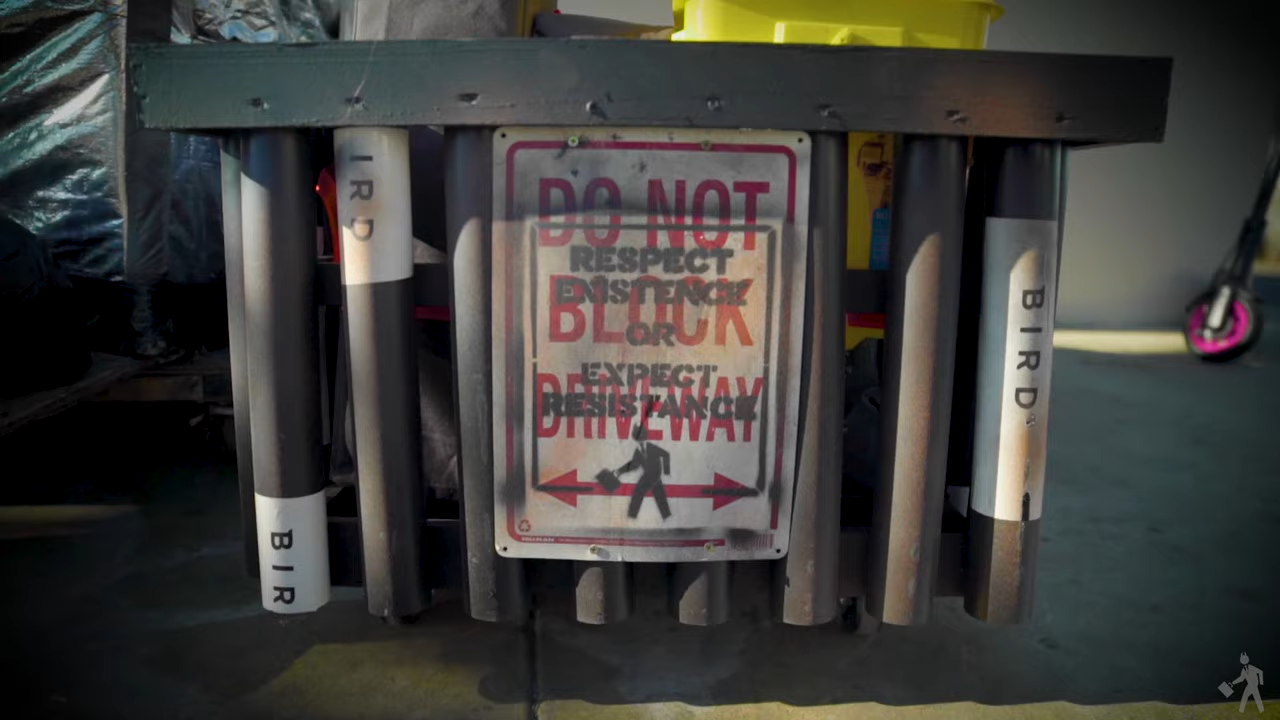 DO NOT
BLOCK
DRIVEWAY
RESPECT
EXISTENCE
OR
EXPECT
RESISTANCE
IRD
BIRD
BIR